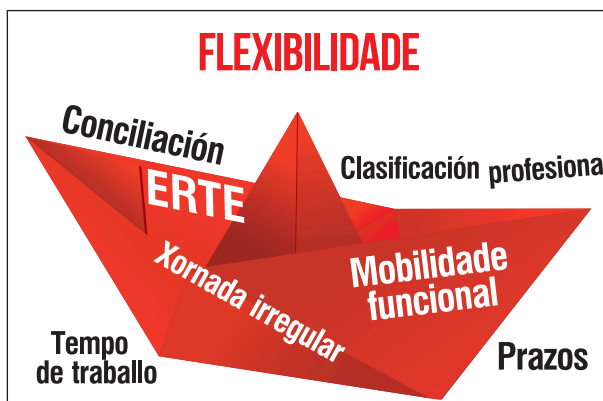 FLEXIBILIDADE
Conciliación
Clasificación profesiona
ERTE
Xornada irregular
Mobilidade
funcional
Tempo
de traballo
Prazos